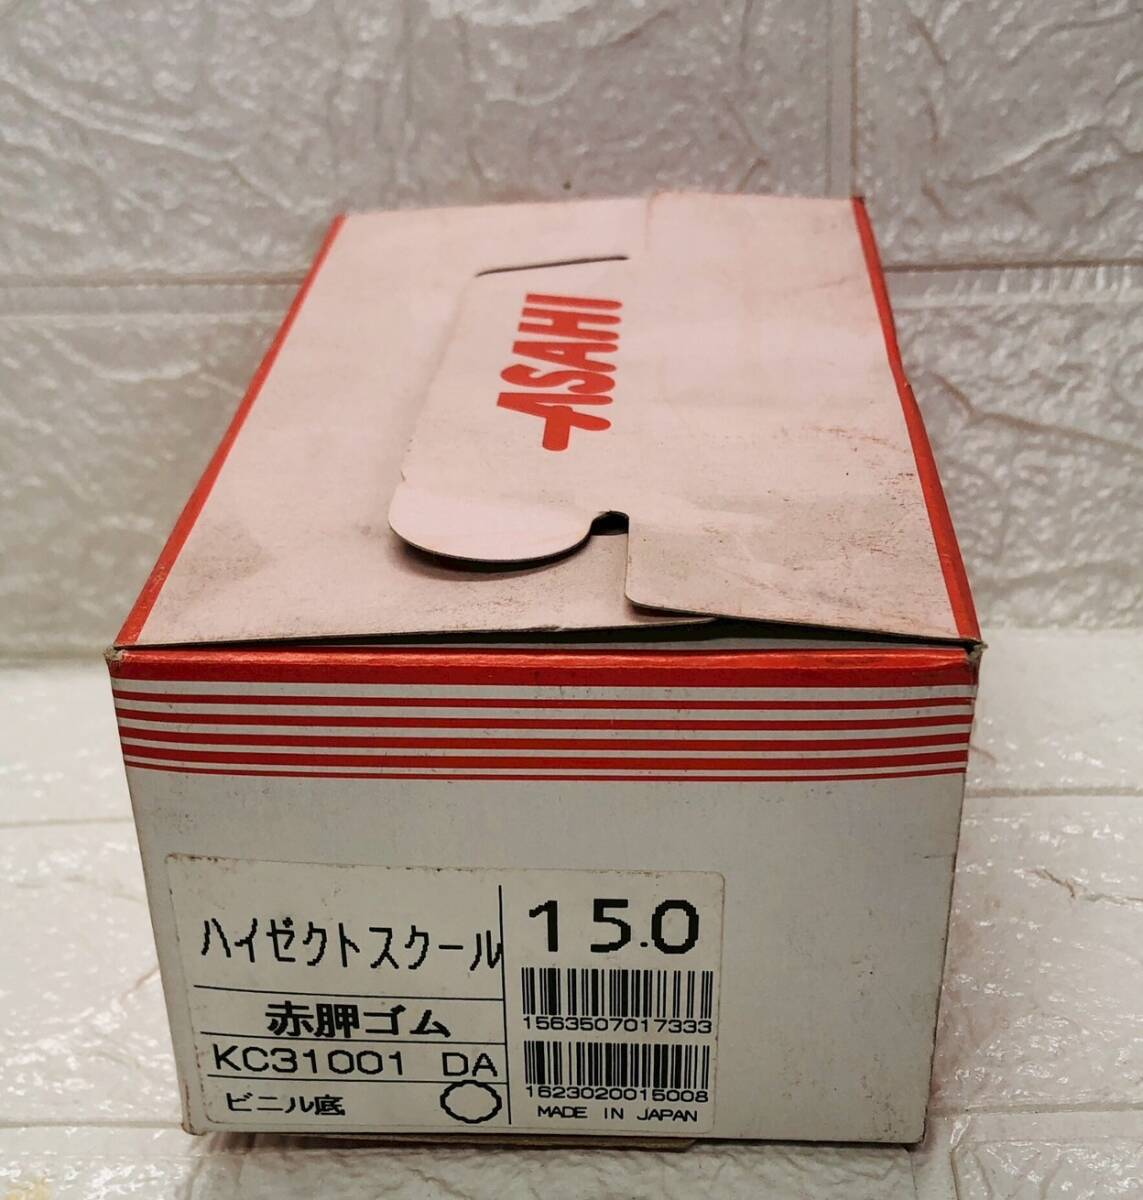 ASAHI
ハイゼクトスクール
赤胛ゴム
KC31001 DA
ビニル底
15.0
1563507017333
1623020015008
MADE IN JAPAN